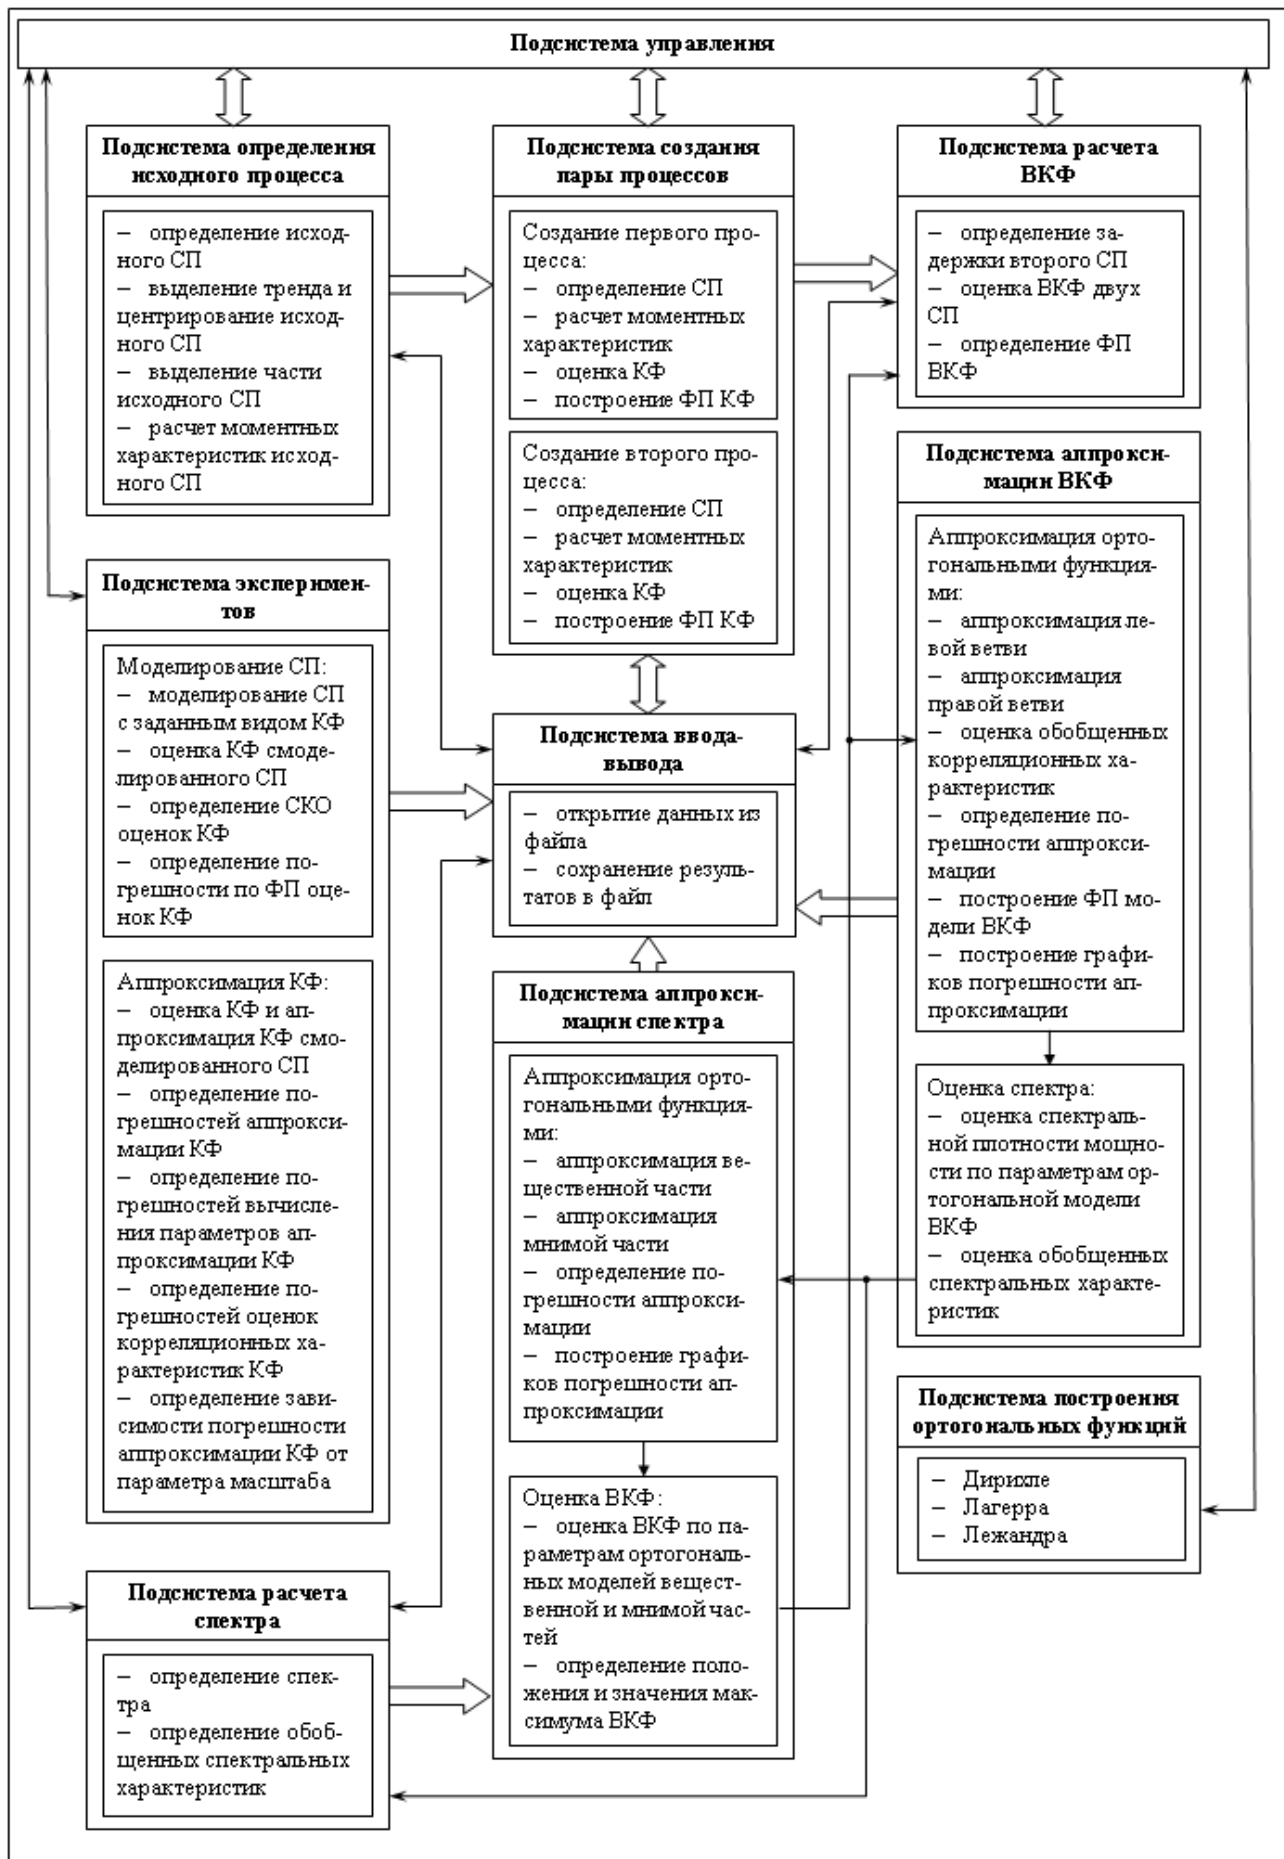 Подсистема управления
Подсистема определения
исходного процесса
– определение исход-
ного СП
– выделение тренда и
центрирование исход-
ного СП
– выделение части
исходного СП
– расчет моментных
характеристик исход-
ного СП
Подсистема создания
пары процессов
Создание первого про-
цесса:
– определение СП
– расчет моментных
характеристик
– оценка КФ
– построение ФП КФ
Создание второго про-
цесса:
– определение СП
– расчет моментных
характеристик
– оценка КФ
– построение ФП КФ
Подсистема расчета
ВКФ
– определение за-
держки второго СП
– оценка ВКФ двух
СП
– определение ФП
ВКФ
Подсистема аппрокси-
мации ВКФ
Аппроксимация орто-
гональными функция-
ми:
– аппроксимация ле-
вой ветви
– аппроксимация
правой ветви
– оценка обобщенных
корреляционных ха-
рактеристик
– определение по-
грешности аппрокси-
мации
– построение ФП мо-
дели ВКФ
– построение графи-
ков погрешности ап-
проксимации
Оценка спектра:
– оценка спектраль-
ной плотности мощно-
сти по параметрам ор-
тогональной модели
ВКФ
– оценка обобщенных
спектральных характе-
ристик
Подсистема эксперимен-
тов
Моделирование СП:
– моделирование СП
с заданным видом КФ
– оценка КФ смоде-
лированного СП
– определение СКО
оценок КФ
– определение по-
грешности по ФП оце-
нок КФ
Аппроксимация КФ:
– оценка КФ и ап-
проксимация КФ смо-
делированного СП
– определение по-
грешностей аппрокси-
мации КФ
– определение по-
грешностей вычисле-
ния параметров ап-
проксимации КФ
– определение по-
грешностей оценок
корреляционных ха-
рактеристик КФ
– определение зави-
симости погрешности
аппроксимации КФ от
параметра масштаба
Подсистема ввода-
вывода
– открытие данных из
файла
– сохранение резуль-
татов в файл
Подсистема аппрокси-
мации спектра
Аппроксимация орто-
гональными функция-
ми:
– аппроксимация ве-
щественной части
– аппроксимация
мнимой части
– определение по-
грешности аппрокси-
мации
– построение графи-
ков погрешности ап-
проксимации
Оценка ВКФ:
– оценка ВКФ по па-
раметрам ортогональ-
ных моделей вещест-
венной и мнимой час-
тей
– определение поло-
жения и значения мак-
симума ВКФ
Подсистема построения
ортогональных функций
– Дирихле
– Лагерра
– Лежандра
Подсистема расчета
спектра
– определение спек-
тра
– определение обоб-
щенных спектральных
характеристик